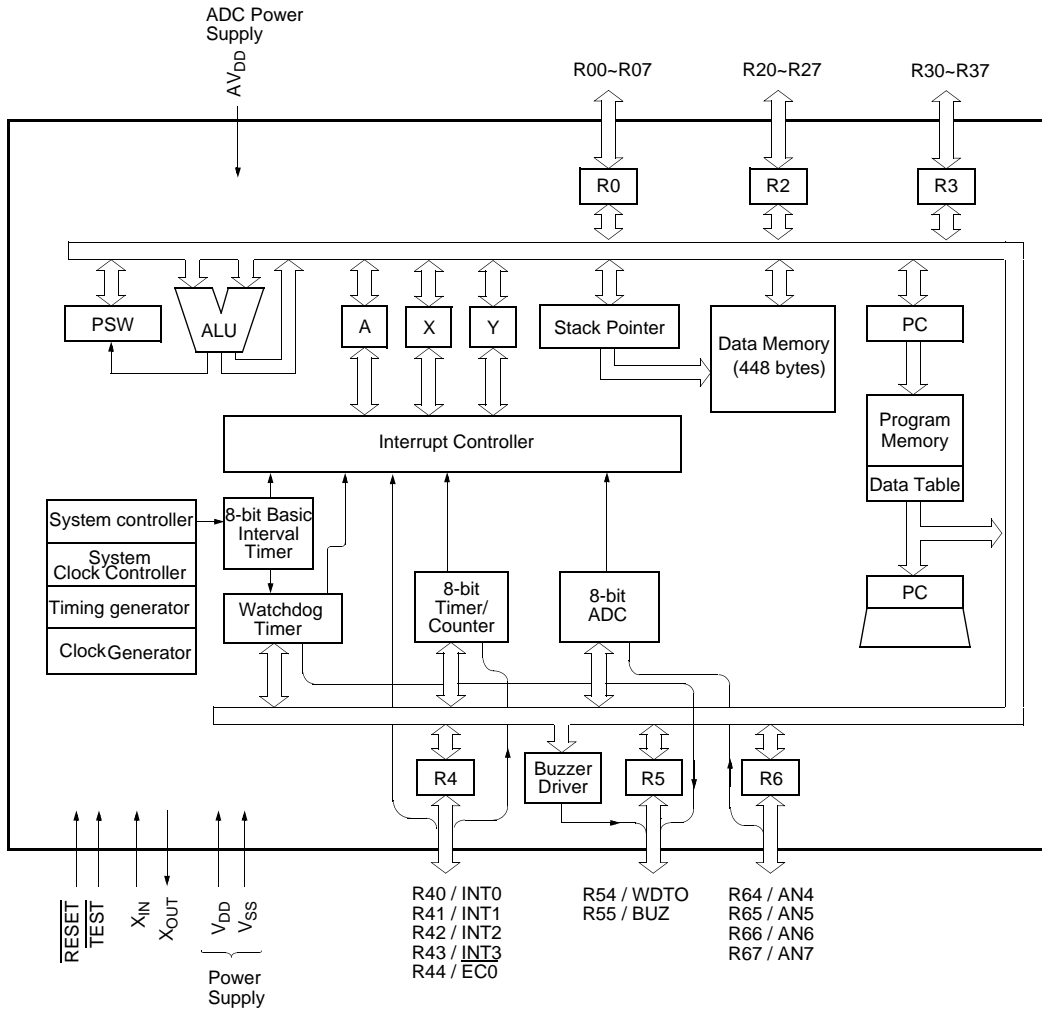 ADC Power
Supply
AVDD
R00~R07
R20~R27
R30~R37
R0
R2
R3
PSW
ALU
A
X
Y
Stack Pointer
Data Memory
(448 bytes)
PC
Interrupt Controller
Program
Memory
Data Table
System controller
System
Clock Controller
Timing generator
Clock Generator
8-bit Basic
Interval
Timer
Watchdog
Timer
8-bit
Timer/
Counter
8-bit
ADC
PC
R4
Buzzer
Driver
R5
R6
RESET
TEST
XIN
XOUT
VDD
VSS
Power
Supply
R40 / INT0
R41 / INT1
R42 / INT2
R43 / INT3
R44 / EC0
R54 / WDTO
R55 / BUZ
R64 / AN4
R65 / AN5
R66 / AN6
R67 / AN7